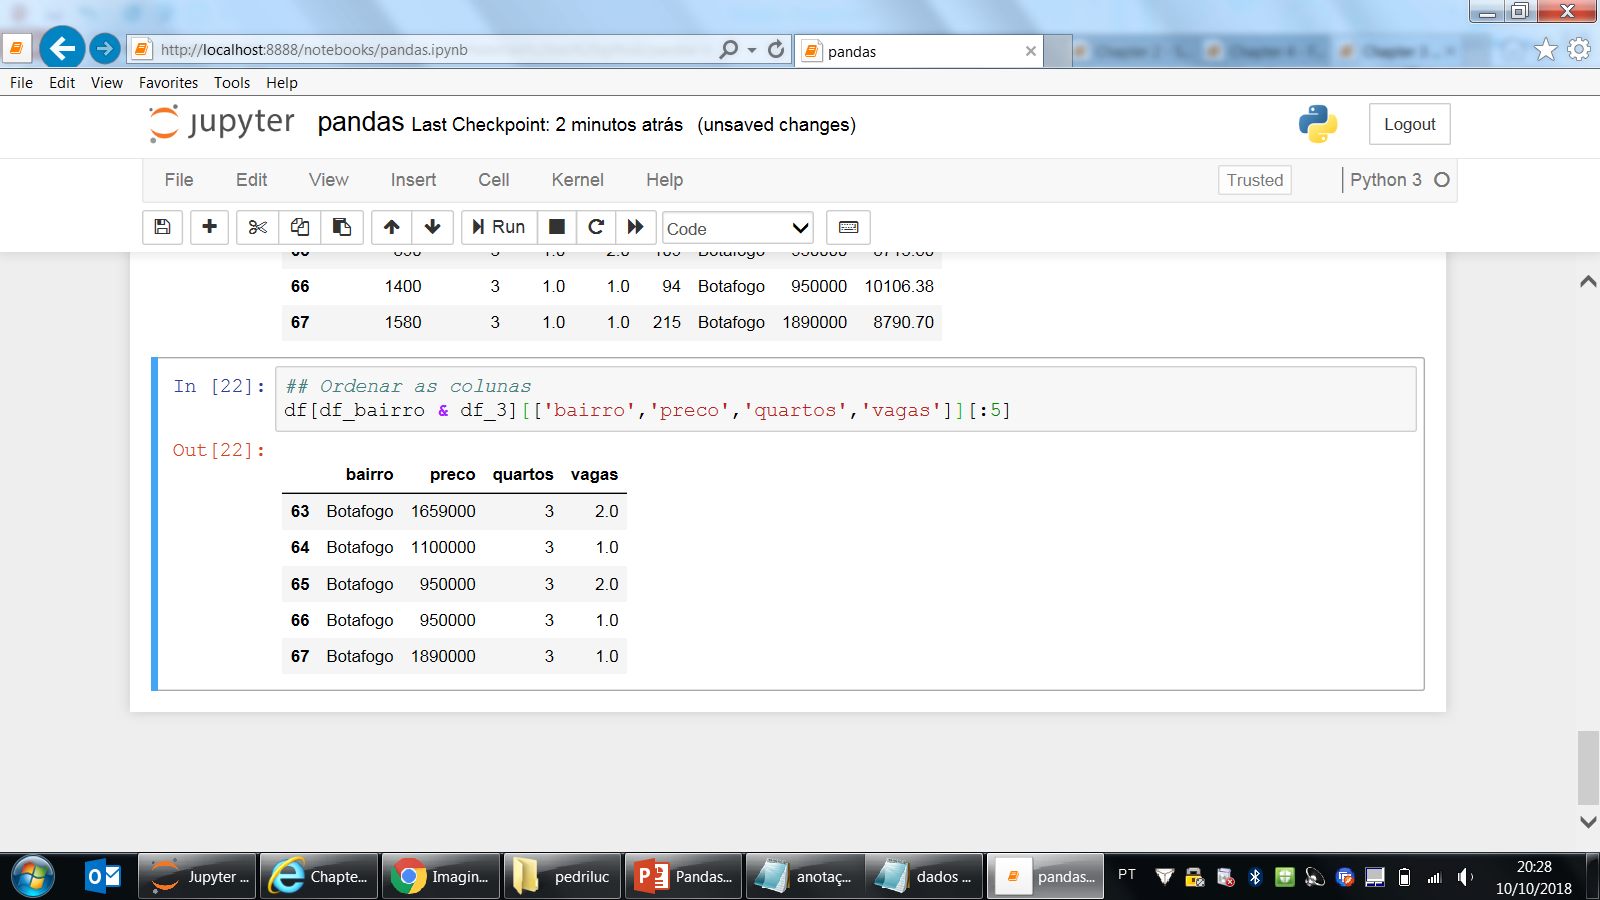 http://localhost:8888/notebooks/pandas.ipynb
pandas
File Edit View Favorites Tools Help
jupyter pandas Last Checkpoint: 2 minutos atrás (unsaved changes)
Logout
File Edit View Insert Cell Kernel Help
Trusted
Python 3
Run
Code
66 1400 3 1.0 1.0 94 Botafogo 950000 10106.38
67 1580 3 1.0 1.0 215 Botafogo 1890000 8790.70
In [22]:
## Ordenar as colunas
df[df_bairro & df_3][['bairro','preco','quartos','vagas']][:5]
Out[22]:
bairro preco quartos vagas
63 Botafogo 1659000 3 2.0
64 Botafogo 1100000 3 1.0
65 Botafogo 950000 3 2.0
66 Botafogo 950000 3 1.0
67 Botafogo 1890000 3 1.0
Jupyter ...
Chapte...
Imagin...
pedriluc
Pandas...
anotaç...
dados ...
pandas...
PT
20:28
10/10/2018